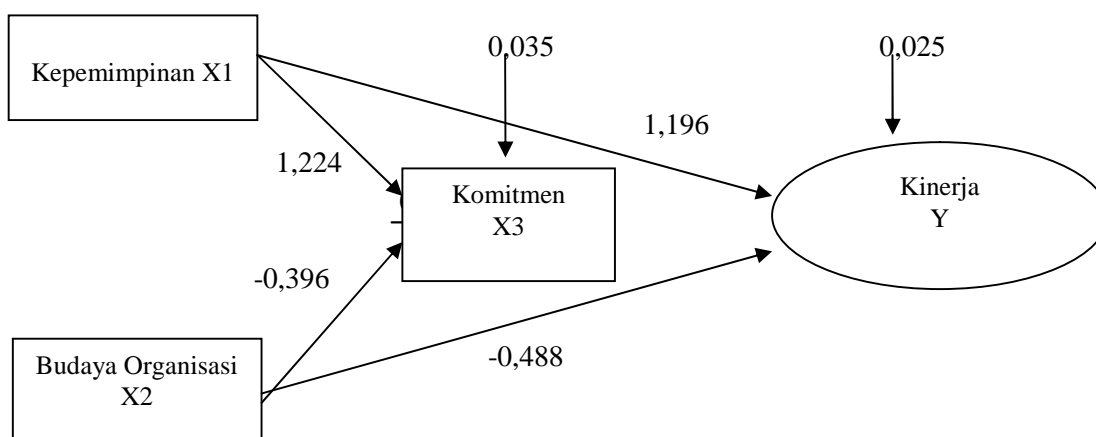 0,035
0,025
Kepemimpinan X1
1,196
1,224
Komitmen
X3
Kinerja
Y
-0,396
Budaya Organisasi
X2
-0,488